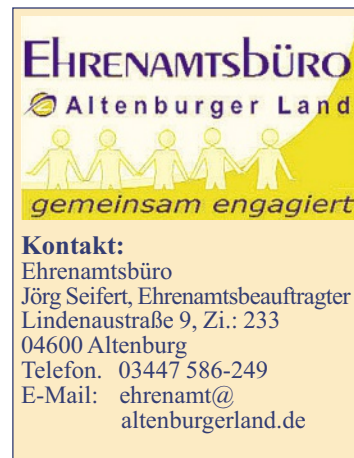 EHRENAMTSBÜRO
Altenburger Land
gemeinsam engagiert
Kontakt:
Ehrenamtsbüro
Jörg Seifert, Ehrenamtsbeauftragter
Lindenaustraße 9, Zi.: 233
04600 Altenburg
Telefon. 03447 586-249
E-Mail: ehrenamt@
altenburgerland.de